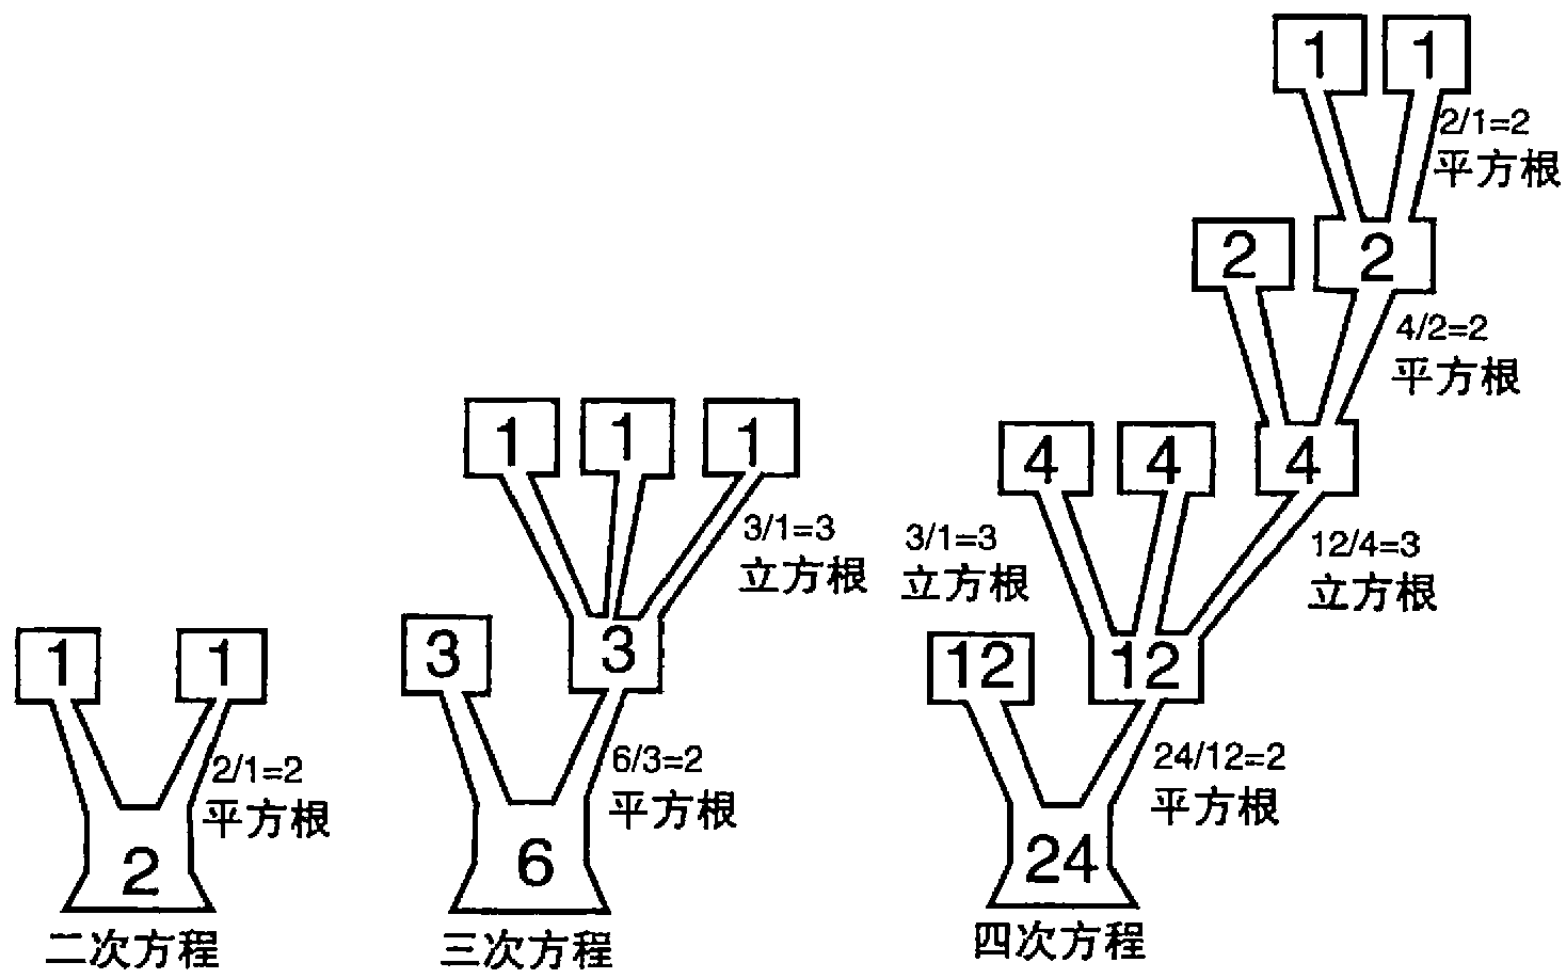 1 1
2/1=2
平方根
2
二次方程
1 1 1
3/1=3
立方根
3 3
6/3=2
平方根
6
三次方程
1 1
2/1=2
平方根
2 2
4/2=2
平方根
4 4 4
3/1=3
立方根
12/4=3
立方根
12 12
24/12=2
平方根
24
四次方程